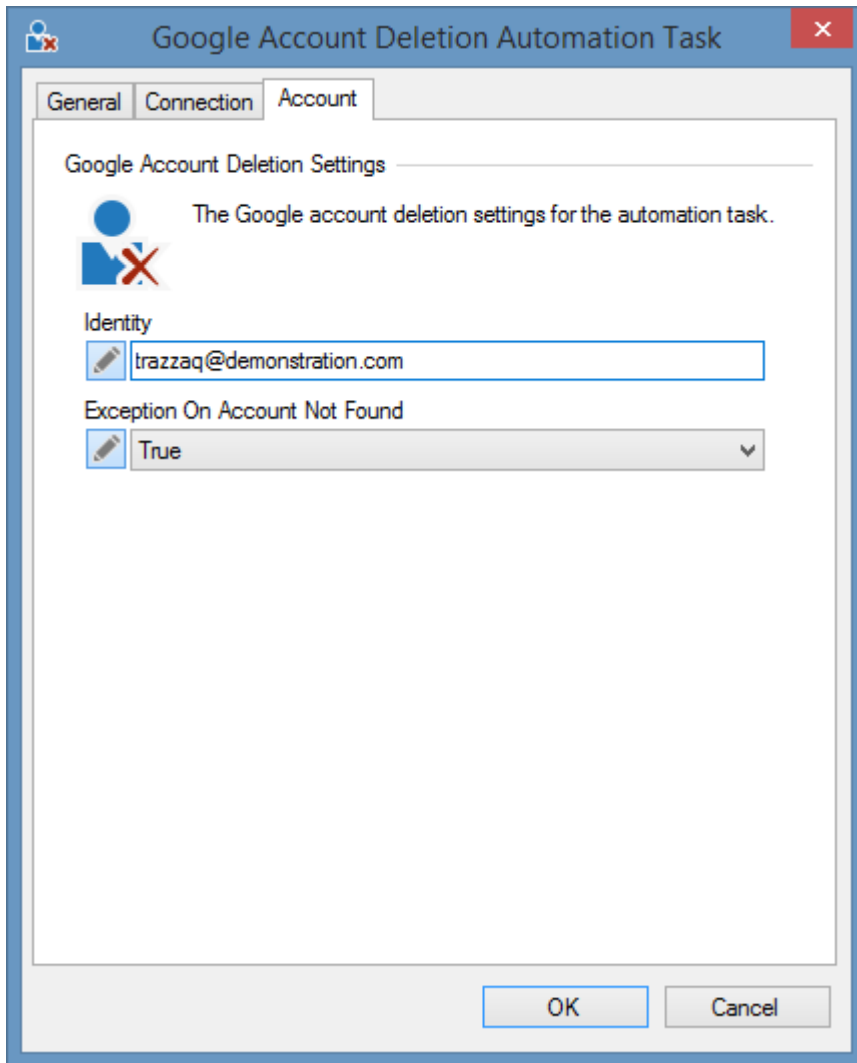 Google Account Deletion Automation Task
General
Connection
Account
Google Account Deletion Settings
The Google account deletion settings for the automation task.
Identity
trazzaq@demonstration.com
Exception On Account Not Found
True
OK
Cancel